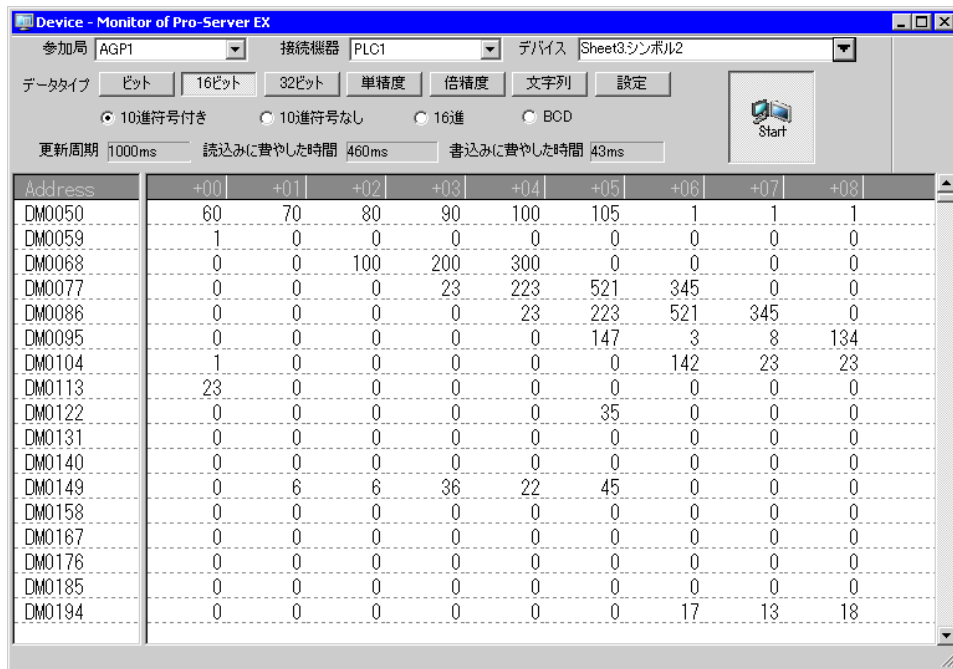 Device - Monitor of Pro-Server EX
参加局 AGP1 接続機器 PLC1 デバイス Sheet3.シンボル2
データタイプ ビット 16ビット 32ビット 単精度 倍精度 文字列 設定
10進符号付き 10進符号なし 16進 BCD
Start
更新周期 1000ms 読込みに費やした時間 460ms 書込みに費やした時間 43ms
Address +00 +01 +02 +03 +04 +05 +06 +07 +08
DM0050 60 70 80 90 100 105 1 1 1
DM0059 1 0 0 0 0 0 0 0 0
DM0068 0 0 100 200 300 0 0 0 0
DM0077 0 0 0 23 223 521 345 0 0
DM0086 0 0 0 0 23 223 521 345 0
DM0095 0 0 0 0 0 147 3 8 134
DM0104 1 0 0 0 0 0 142 23 23
DM0113 23 0 0 0 0 0 0 0 0
DM0122 0 0 0 0 0 35 0 0 0
DM0131 0 0 0 0 0 0 0 0 0
DM0140 0 0 0 0 0 0 0 0 0
DM0149 0 6 6 36 22 45 0 0 0
DM0158 0 0 0 0 0 0 0 0 0
DM0167 0 0 0 0 0 0 0 0 0
DM0176 0 0 0 0 0 0 0 0 0
DM0185 0 0 0 0 0 0 0 0 0
DM0194 0 0 0 0 0 0 17 13 18